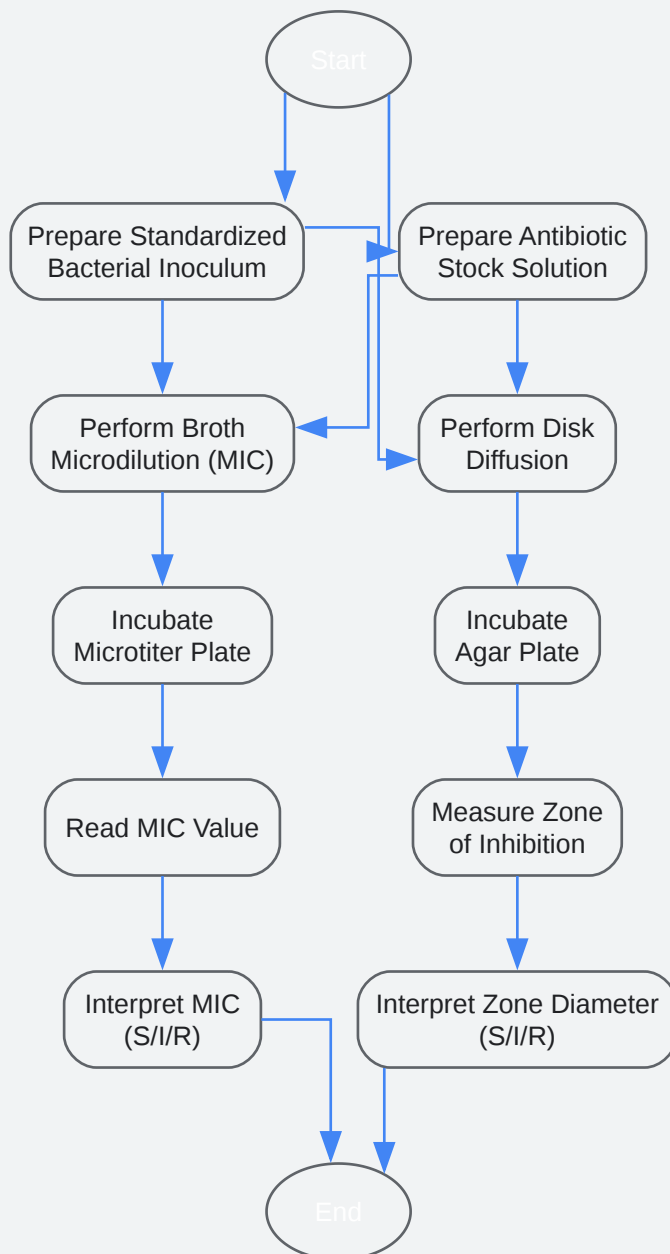 Start
Prepare Standardized
Bacterial Inoculum
Prepare Antibiotic
Stock Solution
Perform Broth
Microdilution (MIC)
Perform Disk
Diffusion
Incubate
Microtiter Plate
Incubate
Agar Plate
Read MIC Value
Measure Zone
of Inhibition
Interpret MIC
(S/I/R)
Interpret Zone Diameter
(S/I/R)
End